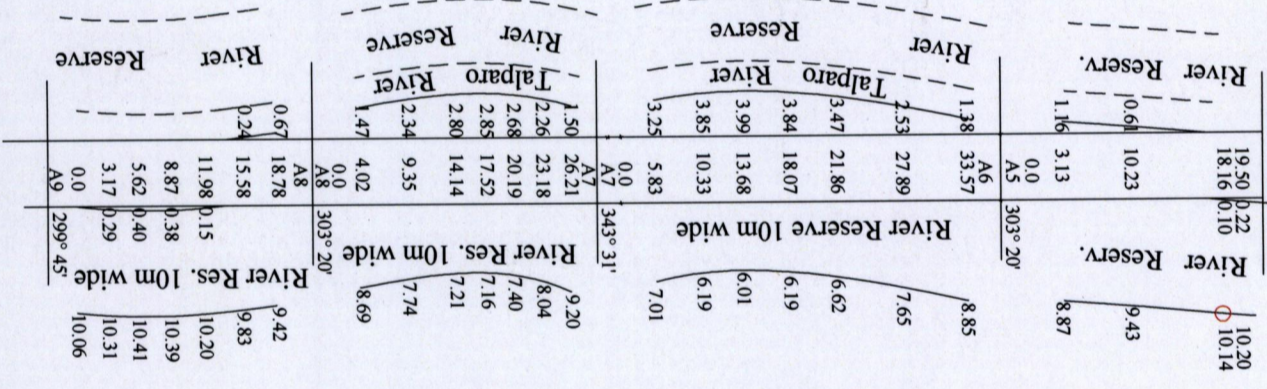 River Reserv.
River Reserv.
19.50 0.22 10.20
18.16 0.10 10.14
0.61 10.23 9.43
1.16 3.13 8.87
0.0
A5 303° 20'
A6
River Reserve
Talparo River
River Reserve 10m wide
1.38 33.57 8.85
2.53 27.89 7.65
3.47 21.86 6.62
3.84 18.07 6.19
3.99 13.68 6.01
3.85 10.33 6.19
3.25 5.83 7.01
0.0
A7 343° 31'
A7
River Reserve
Talparo River
River Res. 10m wide
1.50 26.21 9.20
2.26 23.18 8.04
2.68 20.19 7.40
2.85 17.52 7.16
2.80 14.14 7.21
2.34 9.35 7.74
1.47 4.02 8.69
0.0
A8 303° 20'
A8
River Reserve
River Res. 10m wide
0.67 18.78 9.42
0.24 15.58 9.83
11.98 0.15 10.20
8.87 0.38 10.39
5.62 0.40 10.41
3.17 0.29 10.31
0.0 10.06
A9 299° 45'